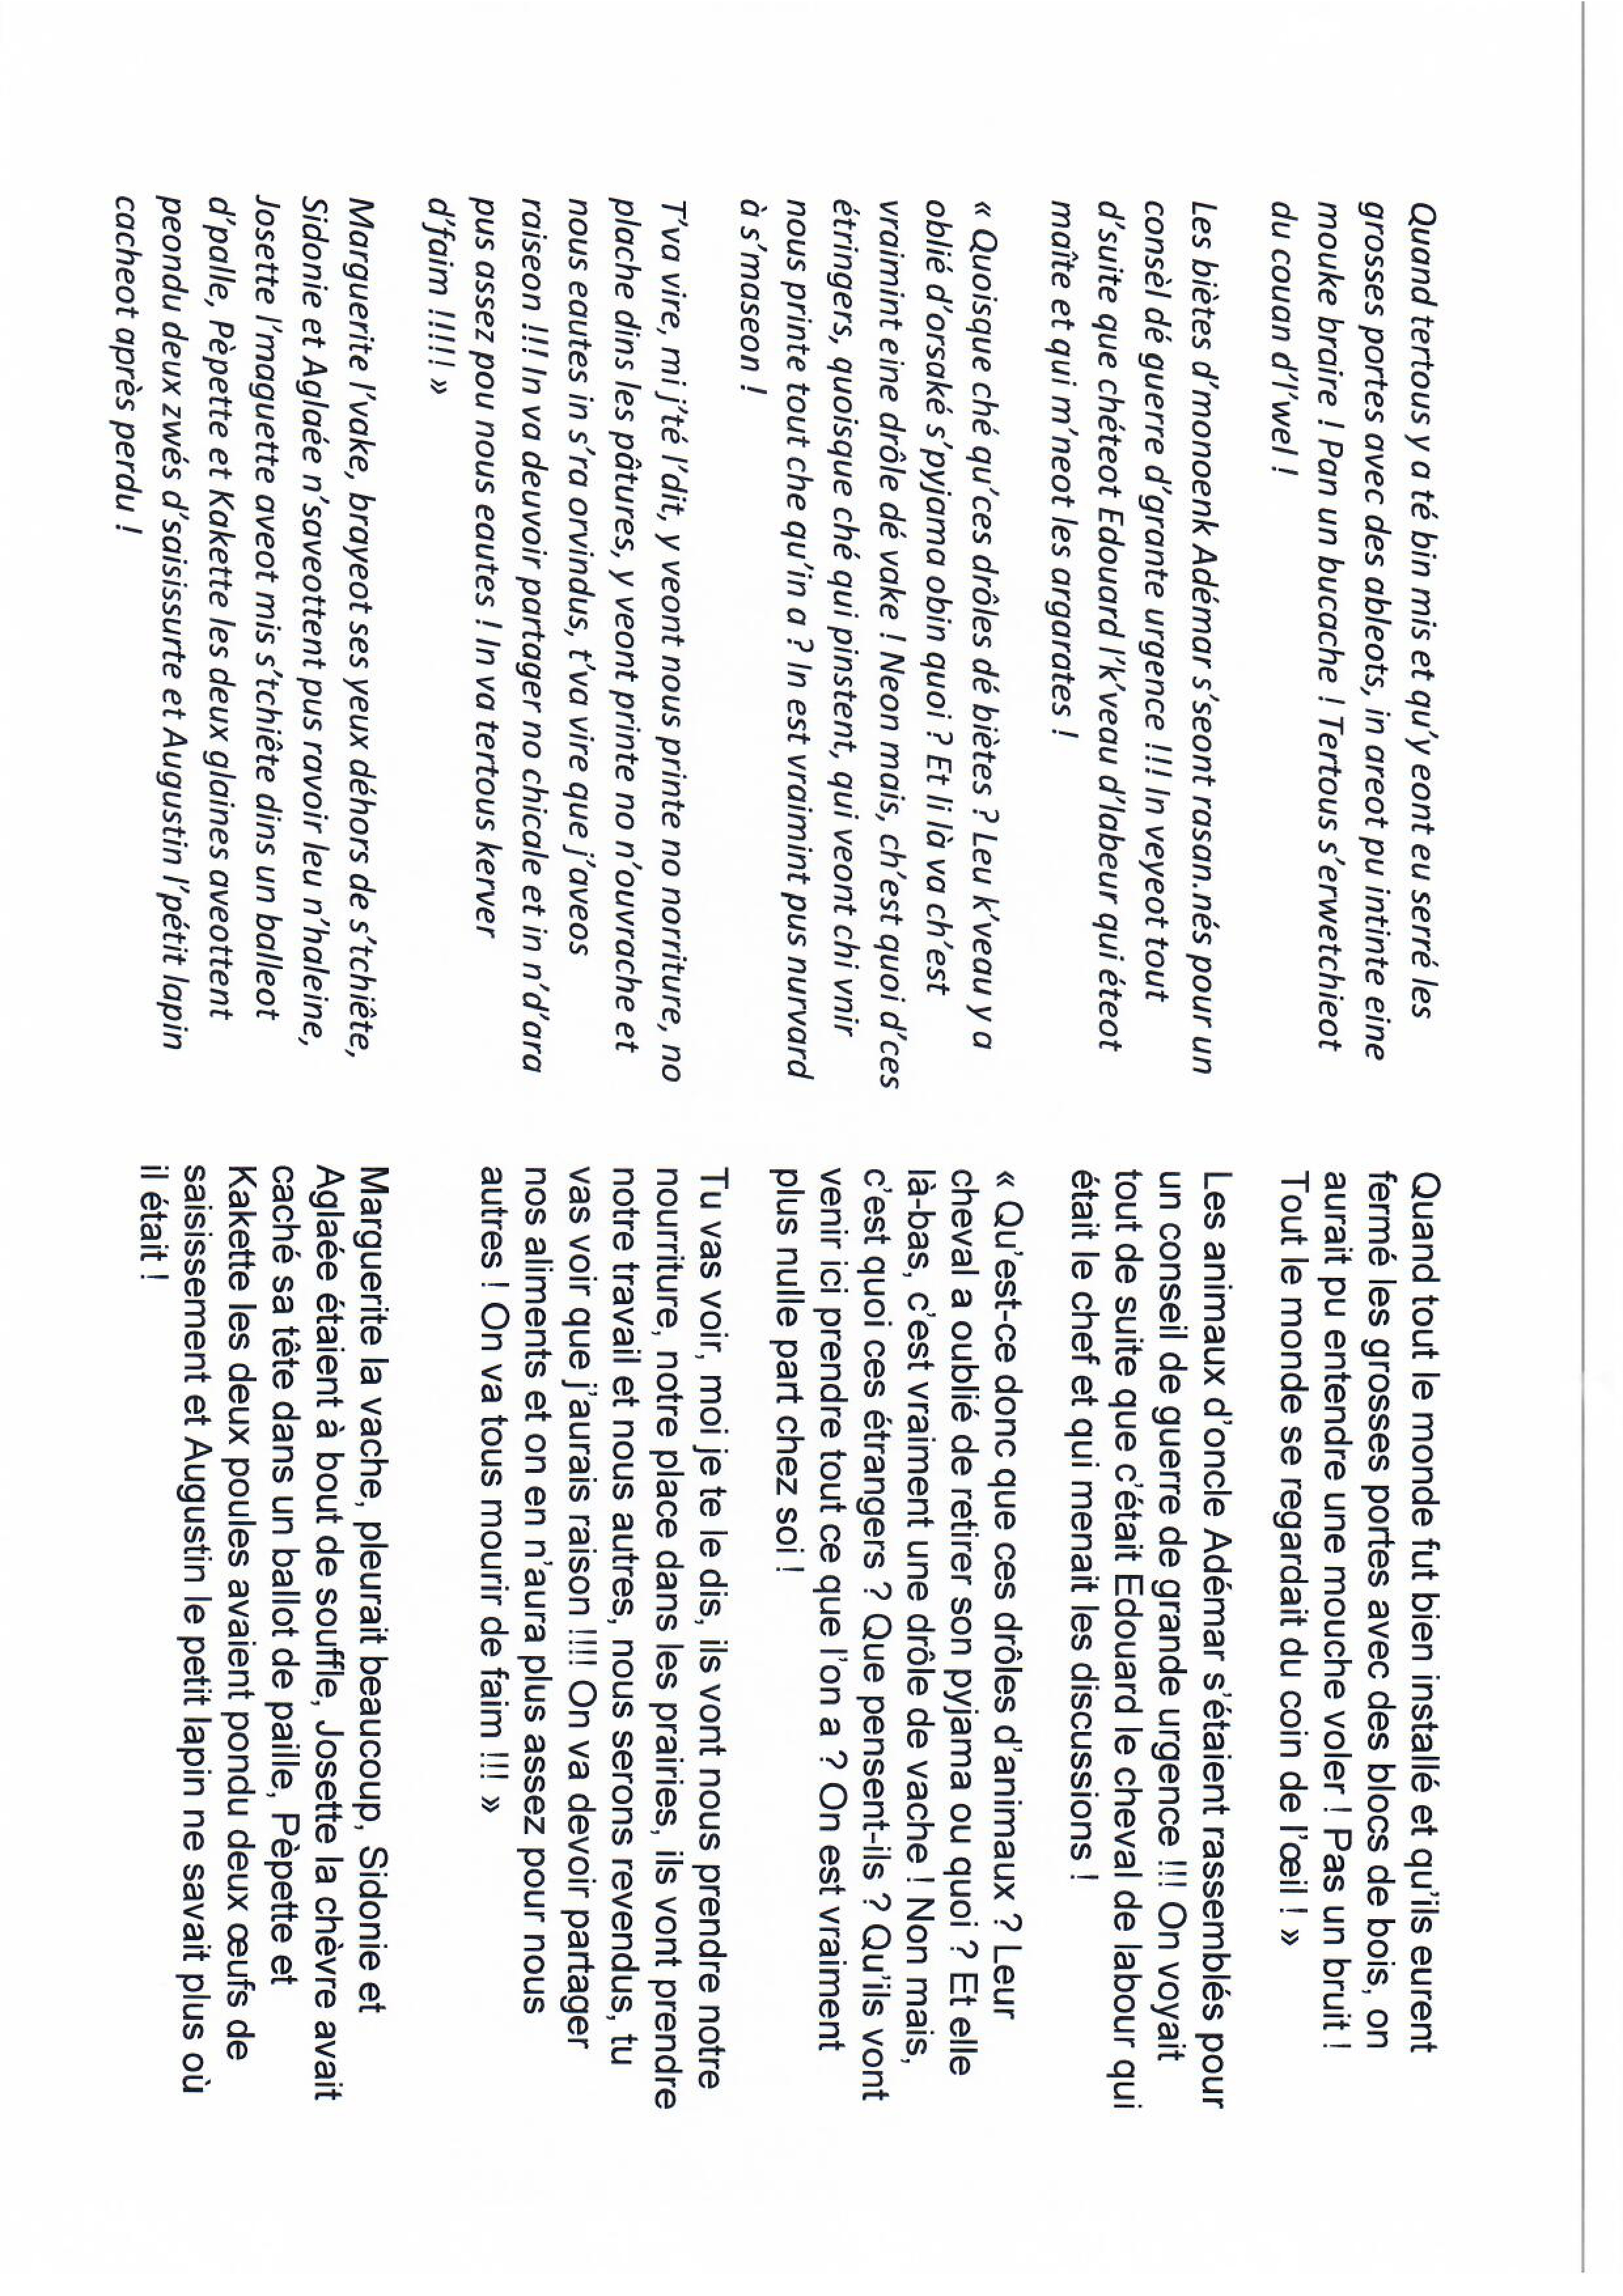 Quand tertous y a té bin mis et qu'y eont eu serré les
grosses portes avec des ableots, in areot pu intinte eine
mouke braire ! Pan un bucache ! Tertous s'erwetchieot
du couan d'l'wel !
Les biètes d'monoenk Adémar s'seont rasan.nés pour un
consèl dé guerre d'grante urgence !!! In veyeot tout
d'suite que chéteot Edouard l'k'veau d'labeur qui éteot
maîte et qui m'neot les argarates !
« Quoisque ché qu'ces drôles dé biètes ? Leu k'veau y a
oblié d'orsaké s'pyjama obin quoi ? Et li là va ch'est
vraimint eine drôle dé vake ! Neon mais, ch'est quoi d'ces
étringers, quoisque ché qui pinstent, qui veont chi vnir
nous printe tout che qu'in a ? In est vraimint pus nurvard
à s'maseon !
T'va vire, mi j'té l'dit, y veont nous printe no norriture, no
plache dins les pâtures, y veont printe no n'ouvrache et
nous eautes in s'ra orvindus, t'va vire que j'aveos
raiseon !!! In va deuvoir partager no chicale et in n'd'ara
pus assez pou nous eautes ! In va tertous kerver
d'faim !!!!! »
Marguerite l'vake, brayeot ses yeux déhors de s'tchiête,
Sidonie et Aglaée n'saveottent pus ravoir leu n'haleine,
Josette l'maguette aveot mis s'tchiête dins un balleot
d'palle, Pèpette et Kakette les deux glaines aveottent
peondu deux zwés d'saisissurte et Augustin l'pétit lapin
cacheot après perdu !
Quand tout le monde fut bien installé et qu'ils eurent
fermé les grosses portes avec des blocs de bois, on
aurait pu entendre une mouche voler ! Pas un bruit !
Tout le monde se regardait du coin de l'œil ! »
Les animaux d'oncle Adémar s'étaient rassemblés pour
un conseil de guerre de grande urgence !!! On voyait
tout de suite que c'était Edouard le cheval de labour qui
était le chef et qui menait les discussions !
« Qu'est-ce donc que ces drôles d'animaux ? Leur
cheval a oublié de retirer son pyjama ou quoi ? Et elle
là-bas, c'est vraiment une drôle de vache ! Non mais,
c'est quoi ces étrangers ? Que pensent-ils ? Qu'ils vont
venir ici prendre tout ce que l'on a ? On est vraiment
plus nulle part chez soi !
Tu vas voir, moi je te le dis, ils vont nous prendre notre
nourriture, notre place dans les prairies, ils vont prendre
notre travail et nous autres, nous serons revendus, tu
vas voir que j'aurais raison !!!! On va devoir partager
nos aliments et on en n'aura plus assez pour nous
autres ! On va tous mourir de faim !!! »
Marguerite la vache, pleurait beaucoup, Sidonie et
Aglaée étaient à bout de souffle, Josette la chèvre avait
caché sa tête dans un ballot de paille, Pèpette et
Kakette les deux poules avaient pondu deux œufs de
saisissement et Augustin le petit lapin ne savait plus où
il était !